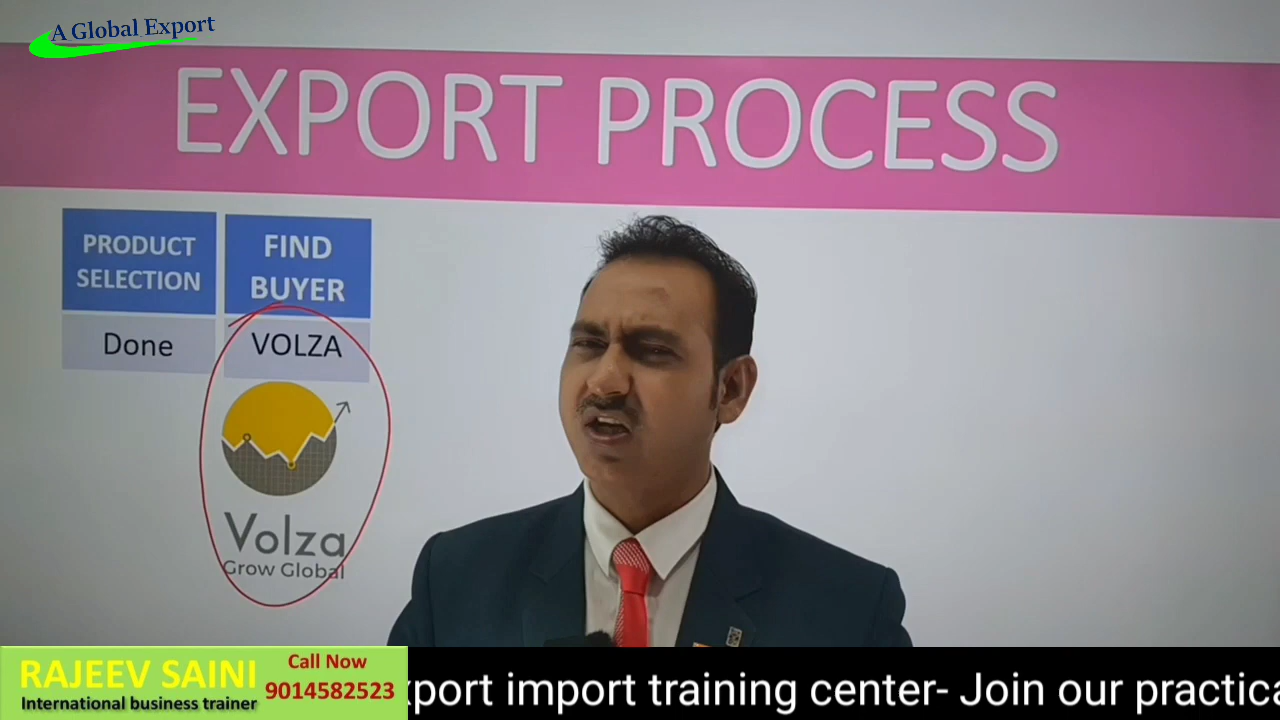 A Global Export
EXPORT PROCESS
PRODUCT
SELECTION
FIND
BUYER
Done
VOLZA
Volza
Grow Global
RAJEEV SAINI
International business trainer
Call Now
9014582523
xport import training center- Join our practica